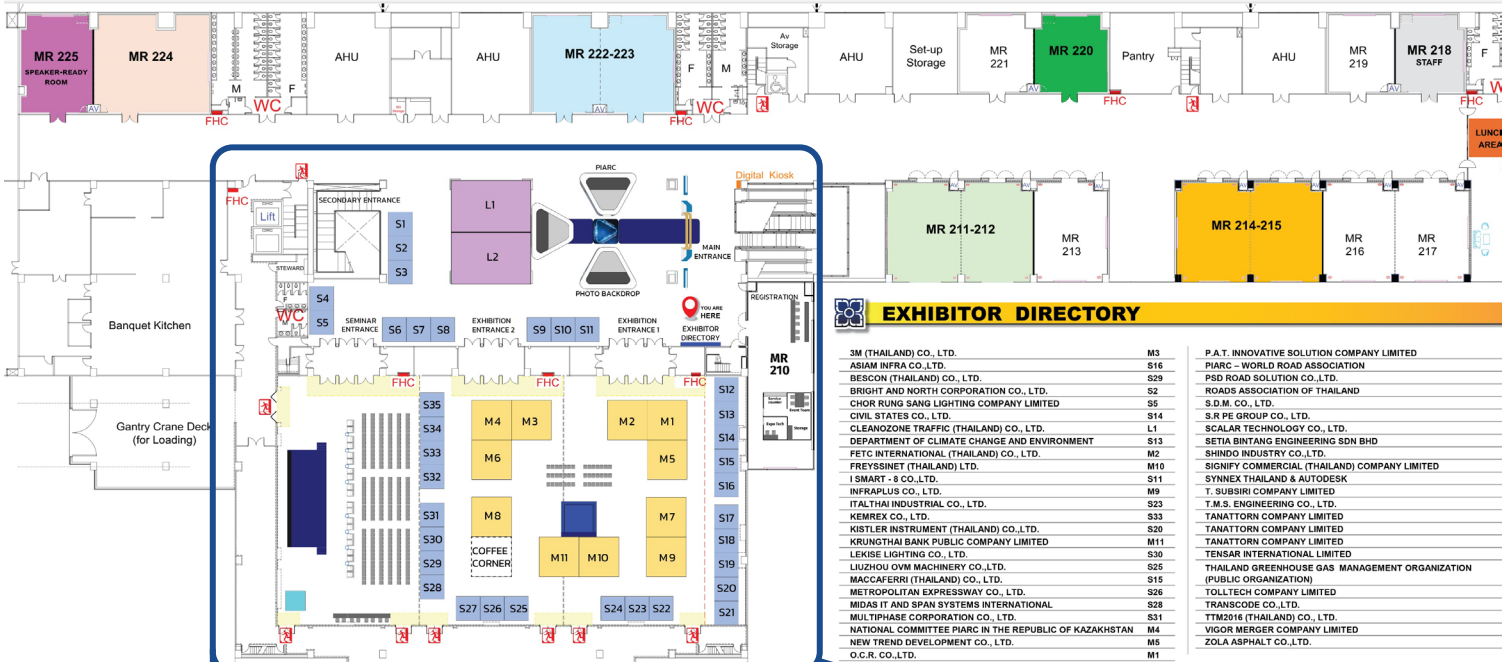 MR 225
SPEAKER-READY
ROOM
MR 224
M
F
WC
FHC
AV
AHU
AHU
MR 222-223
AV
F
M
WC
FHC
Av
Storage
AHU
Set-up
Storage
MR
221
AV
MR 220
FHC
Pantry
AHU
MR
219
AV
MR 218
STAFF
F
FHC
LUNC
AREA
FHC
Lift
SECONDARY ENTRANCE
S1
S2
S3
L1
L2
PIARC
PHOTO BACKDROP
MAIN
ENTRANCE
Digital Kiosk
AV
AV
MR 211-212
MR
213
AV
AV
AV
AV
MR 214-215
MR
216
MR
217
STEWARD
F
M
WC
S4
S5
SEMINAR
ENTRANCE
S6
S7
S8
EXHIBITION
ENTRANCE 2
S9
S10
S11
EXHIBITION
ENTRANCE 1
YOU ARE
HERE
EXHIBITOR
DIRECTORY
REGISTRATION
MR
210
Event Team
Expo Tech
Storage
Banquet Kitchen
Gantry Crane Deck
(for Loading)
FHC
FHC
FHC
S35
S34
S33
S32
S31
S30
S29
S28
M4
M3
M6
M8
COFFEE
CORNER
M2
M1
M5
M7
M11
M10
M9
S12
S13
S14
S15
S16
S17
S18
S19
S20
S21
S27
S26
S25
S24
S23
S22
EXHIBITOR DIRECTORY
3M (THAILAND) CO., LTD. M3
ASIAM INFRA CO.,LTD. S16
BESCON (THAILAND) CO., LTD. S29
BRIGHT AND NORTH CORPORATION CO., LTD. S2
CHOR RUNG SANG LIGHTING COMPANY LIMITED S5
CIVIL STATES CO., LTD. S14
CLEANOZONE TRAFFIC (THAILAND) CO., LTD. L1
DEPARTMENT OF CLIMATE CHANGE AND ENVIRONMENT S13
FETC INTERNATIONAL (THAILAND) CO., LTD. M2
FREYSSINET (THAILAND) LTD. M10
I SMART - 8 CO.,LTD. S11
INFRAPLUS CO., LTD. M9
ITALTHAI INDUSTRIAL CO., LTD. S23
KEMREX CO., LTD. S33
KISTLER INSTRUMENT (THAILAND) CO.,LTD. S20
KRUNGTHAI BANK PUBLIC COMPANY LIMITED M11
LEKISE LIGHTING CO., LTD. S30
LIUZHOU OVM MACHINERY CO.,LTD. S25
MACCAFERRI (THAILAND) CO., LTD. S15
METROPOLITAN EXPRESSWAY CO., LTD. S26
MIDAS IT AND SPAN SYSTEMS INTERNATIONAL S28
MULTIPHASE CORPORATION CO., LTD. S31
NATIONAL COMMITTEE PIARC IN THE REPUBLIC OF KAZAKHSTAN M4
NEW TREND DEVELOPMENT CO., LTD. M5
O.C.R. CO.,LTD. M1
P.A.T. INNOVATIVE SOLUTION COMPANY LIMITED
PIARC – WORLD ROAD ASSOCIATION
PSD ROAD SOLUTION CO.,LTD.
ROADS ASSOCIATION OF THAILAND
S.D.M. CO., LTD.
S.R PE GROUP CO., LTD.
SCALAR TECHNOLOGY CO., LTD.
SETIA BINTANG ENGINEERING SDN BHD
SHINDO INDUSTRY CO.,LTD.
SIGNIFY COMMERCIAL (THAILAND) COMPANY LIMITED
SYNNEX THAILAND & AUTODESK
T. SUBSIRI COMPANY LIMITED
T.M.S. ENGINEERING CO., LTD.
TANATTORN COMPANY LIMITED
TANATTORN COMPANY LIMITED
TANATTORN COMPANY LIMITED
TENSAR INTERNATIONAL LIMITED
THAILAND GREENHOUSE GAS MANAGEMENT ORGANIZATION
(PUBLIC ORGANIZATION)
TOLLTECH COMPANY LIMITED
TRANSCODE CO.,LTD.
TTM2016 (THAILAND) CO., LTD.
VIGOR MERGER COMPANY LIMITED
ZOLA ASPHALT CO.,LTD.